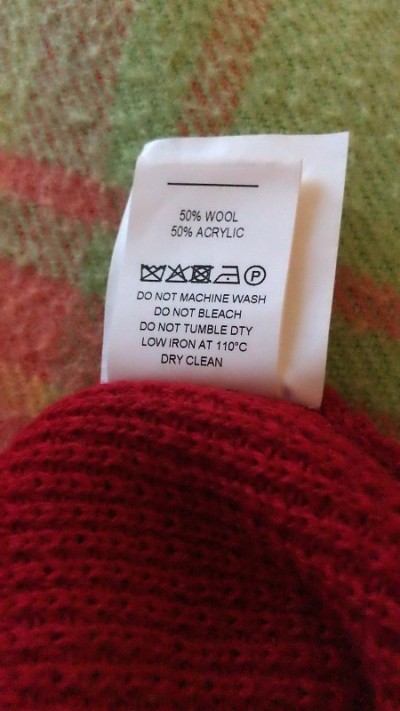 50% WOOL
50% ACRYLIC
P
DO NOT MACHINE WASH
DO NOT BLEACH
DO NOT TUMBLE DTY
LOW IRON AT 110°C
DRY CLEAN